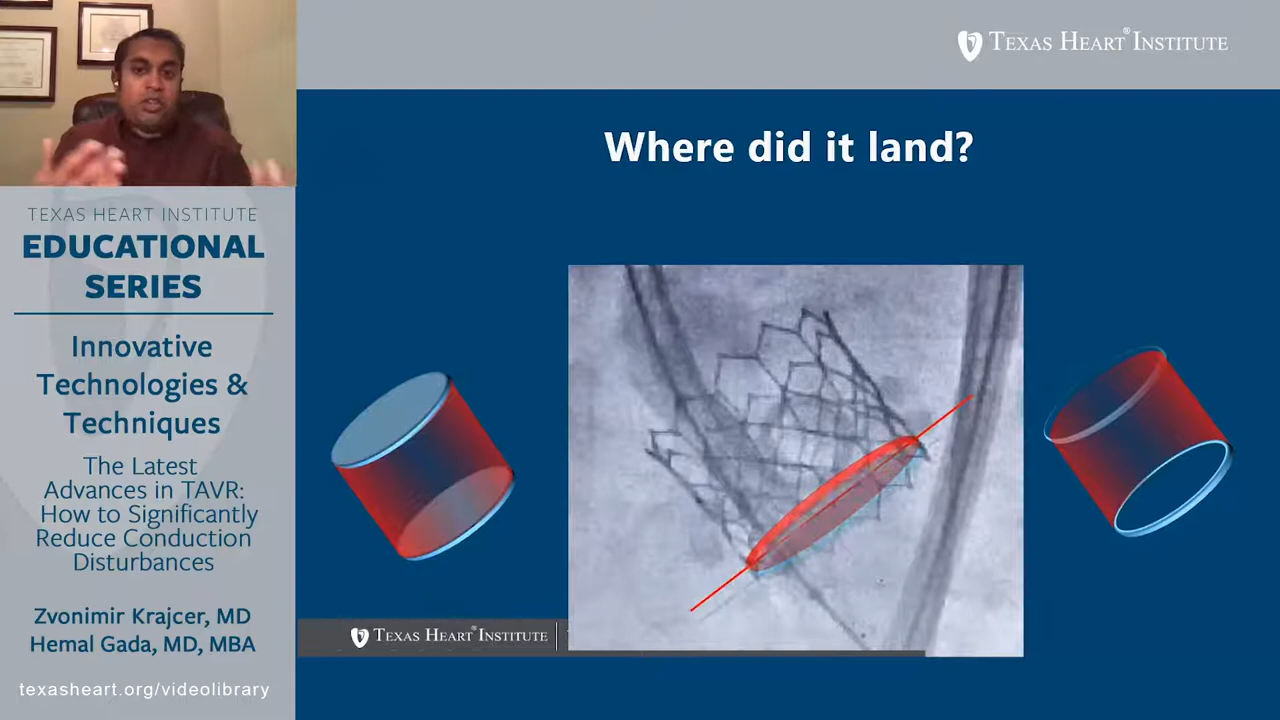 TEXAS HEART® INSTITUTE
Where did it land?
TEXAS HEART INSTITUTE
EDUCATIONAL
SERIES
Innovative
Technologies &
Techniques
The Latest
Advances in TAVR:
How to Significantly
Reduce Conduction
Disturbances
Zvonimir Krajcer, MD
Hemal Gada, MD, MBA
texasheart.org/videolibrary
TEXAS HEART® INSTITUTE